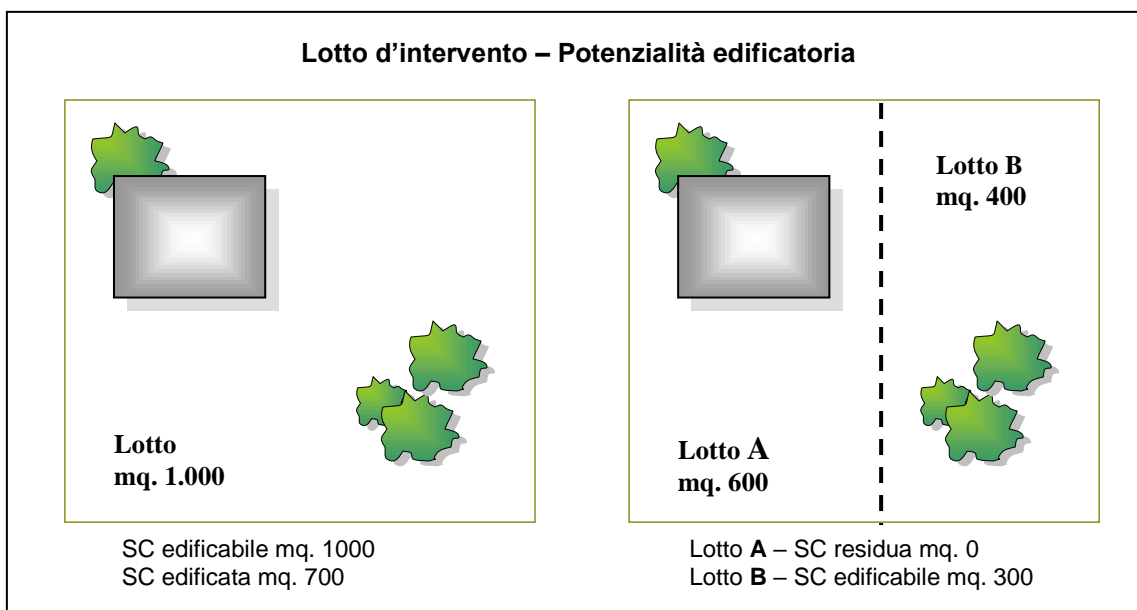 Lotto d’intervento – Potenzialità edificatoria
Lotto
mq. 1.000
SC edificabile mq. 1000
SC edificata mq. 700
Lotto B
mq. 400
Lotto A
mq. 600
Lotto A – SC residua mq. 0
Lotto B – SC edificabile mq. 300